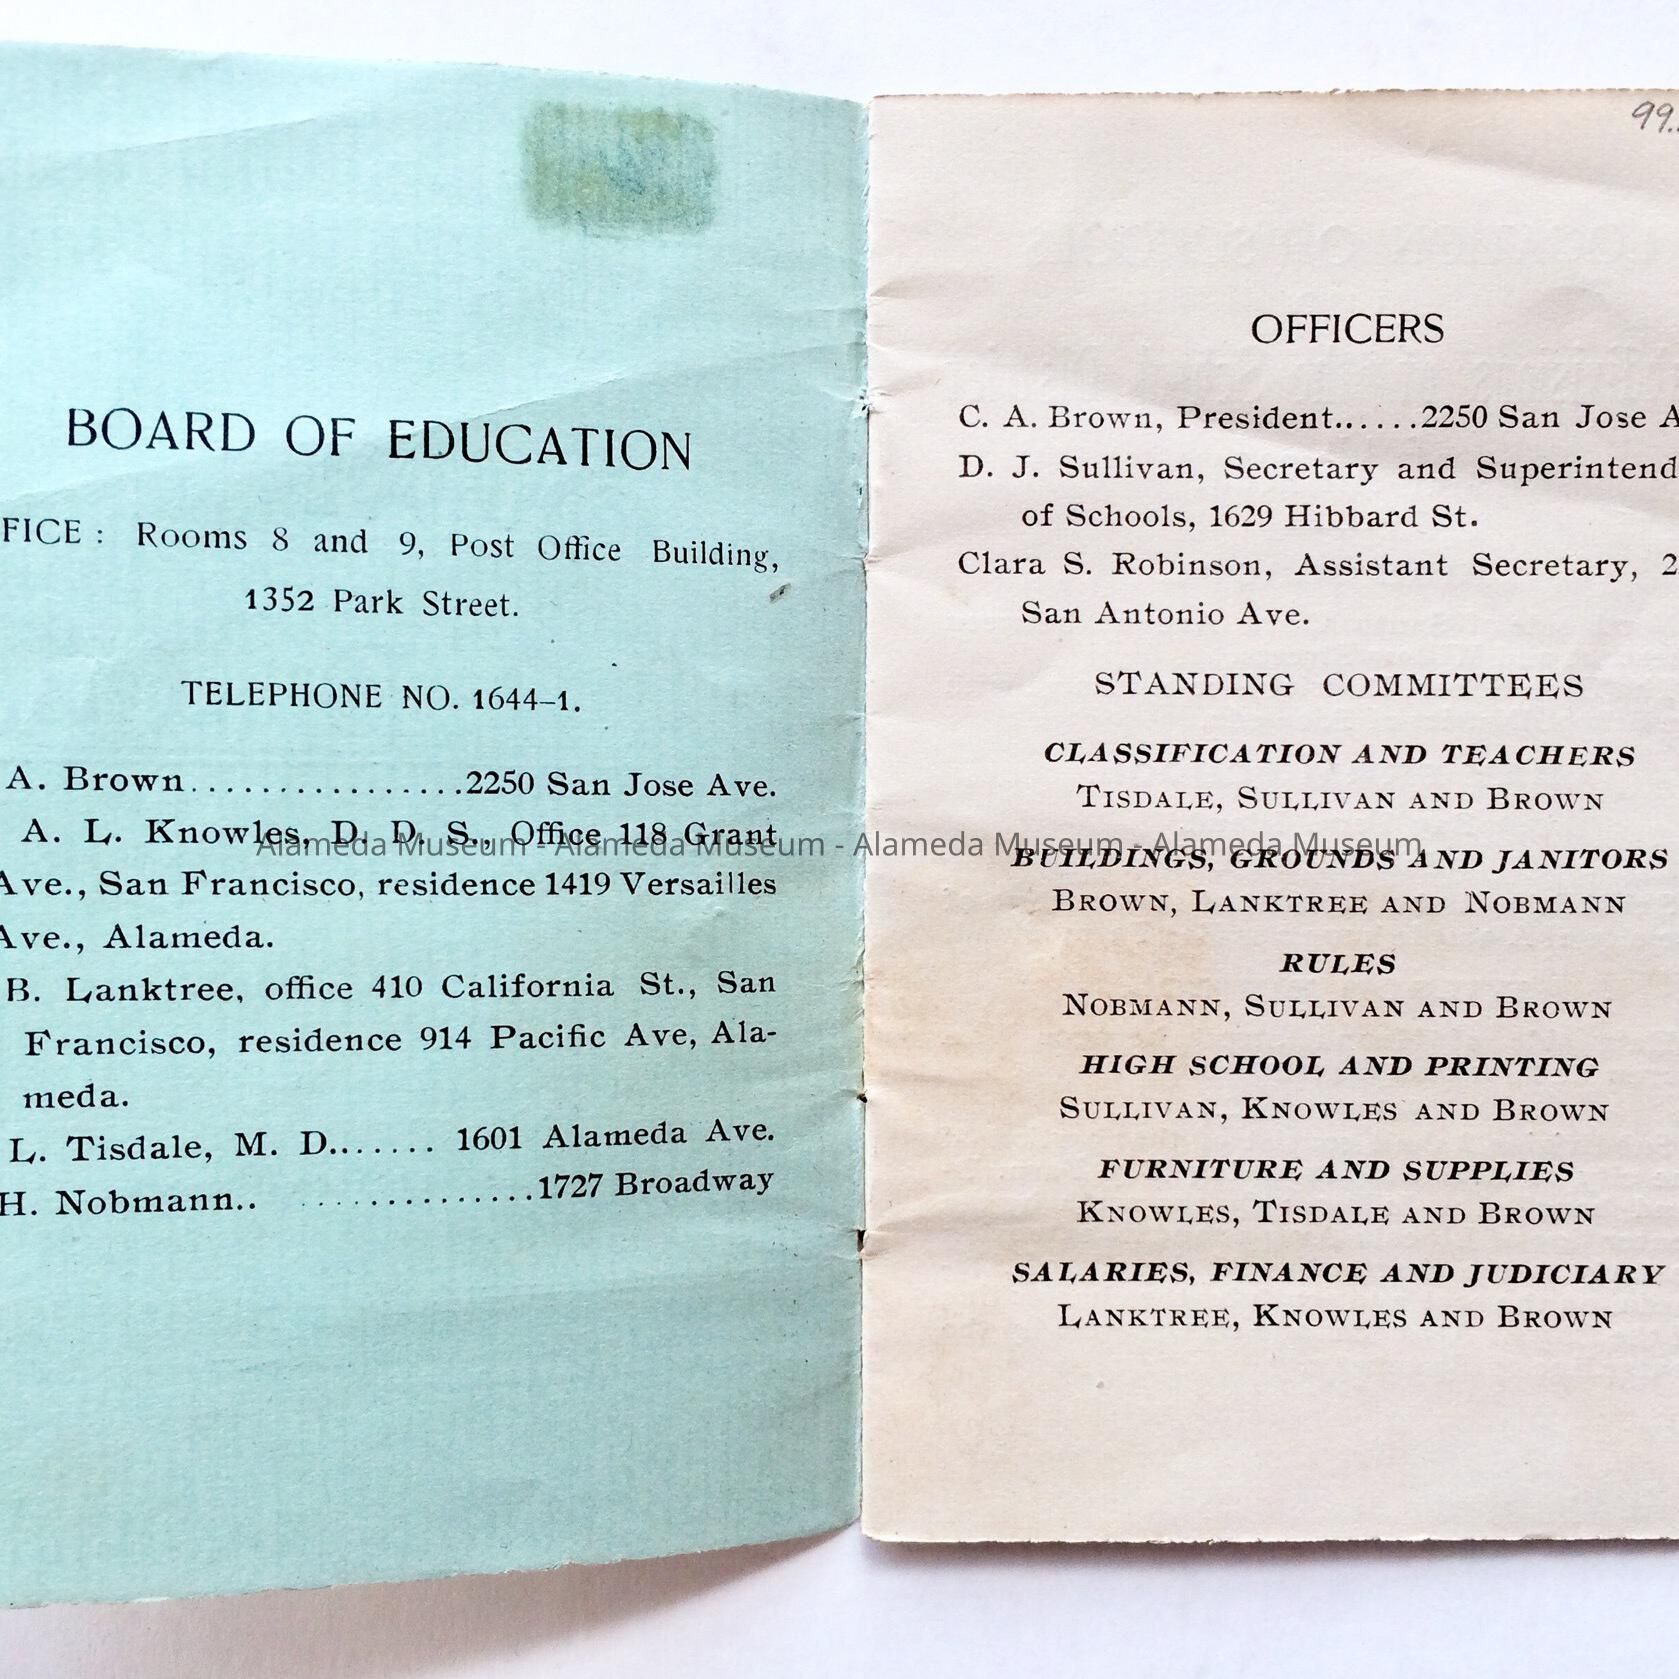 BOARD OF EDUCATION
FICE: Rooms 8 and 9, Post Office Building,
1352 Park Street.
TELEPHONE NO. 1644-1.
A. Brown................2250 San Jose Ave.
A. L. Knowles, D. D. S., Office 118 Grant
Ave., San Francisco, residence 1419 Versailles
Ave., Alameda.
B. Lanktree, office 410 California St., San
Francisco, residence 914 Pacific Ave, Ala-
meda.
L. Tisdale, M. D....... 1601 Alameda Ave.
H. Nobmann.. ...............1727 Broadway
99.
OFFICERS
C. A. Brown, President......2250 San Jose A
D. J. Sullivan, Secretary and Superintend
of Schools, 1629 Hibbard St.
Clara S. Robinson, Assistant Secretary, 2
San Antonio Ave.
STANDING COMMITTEES
CLASSIFICATION AND TEACHERS
TISDALE, SULLIVAN AND BROWN
BUILDINGS, GROUNDS AND JANITORS
BROWN, LANKTREE AND NOBMANN
RULES
NOBMANN, SULLIVAN AND BROWN
HIGH SCHOOL AND PRINTING
SULLIVAN, KNOWLES AND BROWN
FURNITURE AND SUPPLIES
KNOWLES, TISDALE AND BROWN
SALARIES, FINANCE AND JUDICIARY
LANKTREE, KNOWLES AND BROWN
Alameda Museum - Alameda Museum - Alameda Museum - Alameda Museum